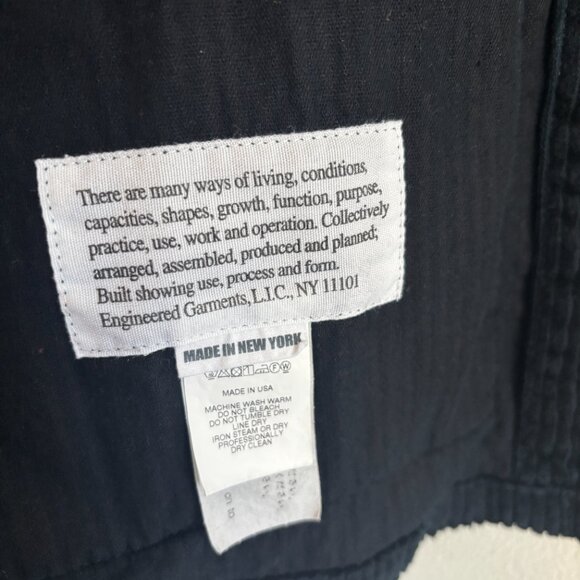 There are many ways of living, conditions,
capacities, shapes, growth, function, purpose,
practice, use, work and operation. Collectively
arranged, assembled, produced and planned;
Built showing use, process and form.
Engineered Garments, L.I.C., NY 11101
MADE IN NEW YORK
MADE IN USA
MACHINE WASH WARM
DO NOT BLEACH
DO NOT TUMBLE DRY
LINE DRY
IRON STEAM OR DRY
PROFESSIONALLY
DRY CLEAN